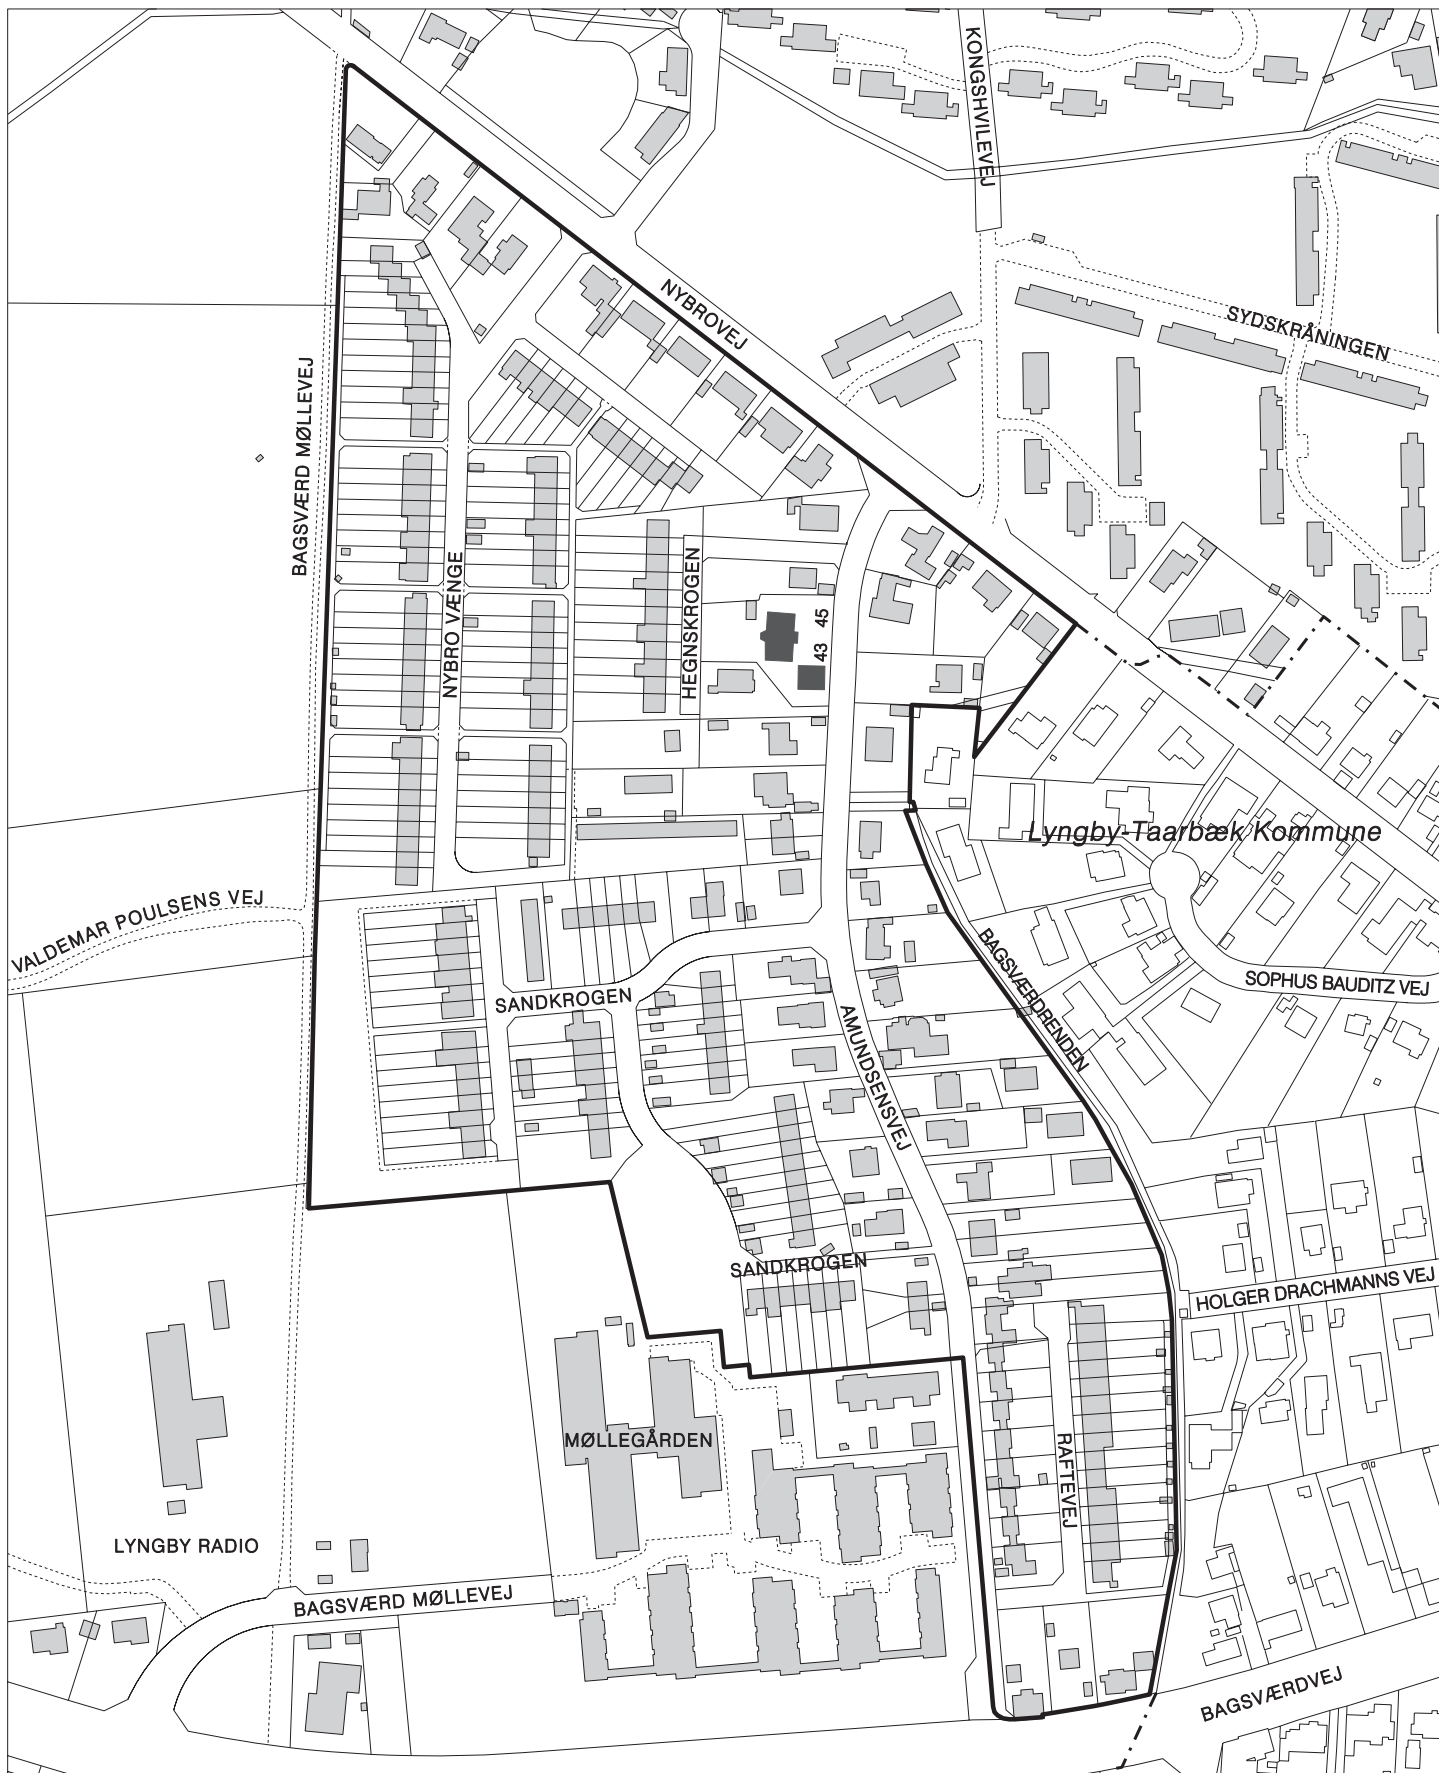 KONGSHVILEVEJ
NYBROVEJ
SYDSKRÅNINGEN
BAGSVÆRD MØLLEVEJ
NYBRO VÆNGE
HEGNSKROGEN
45
43
Lyngby-Taarbæk Kommune
VALDEMAR POULSENS VEJ
SANDKROGEN
AMUNDSENSVEJ
BAGSVÆRDRENDEN
SOPHUS BAUDITZ VEJ
SANDKROGEN
HOLGER DRACHMANNS VEJ
MØLLEGÅRDEN
RAFTEVEJ
LYNGBY RADIO
BAGSVÆRD MØLLEVEJ
BAGSVÆRDVEJ